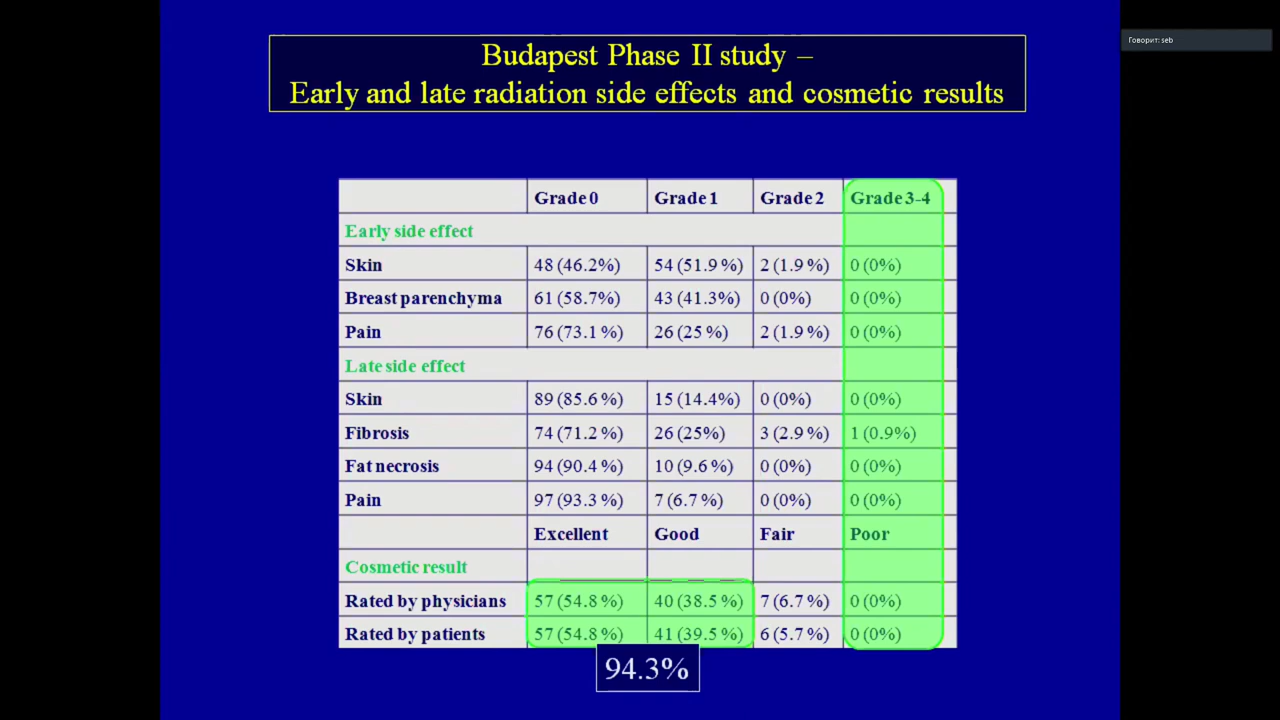 Говорит: seb
Budapest Phase II study –
Early and late radiation side effects and cosmetic results
Grade 0 Grade 1 Grade 2 Grade 3-4
Early side effect
Skin 48 (46.2%) 54 (51.9 %) 2 (1.9 %) 0 (0%)
Breast parenchyma 61 (58.7%) 43 (41.3%) 0 (0%) 0 (0%)
Pain 76 (73.1 %) 26 (25 %) 2 (1.9 %) 0 (0%)
Late side effect
Skin 89 (85.6 %) 15 (14.4%) 0 (0%) 0 (0%)
Fibrosis 74 (71.2 %) 26 (25%) 3 (2.9 %) 1 (0.9%)
Fat necrosis 94 (90.4 %) 10 (9.6 %) 0 (0%) 0 (0%)
Pain 97 (93.3 %) 7 (6.7 %) 0 (0%) 0 (0%)
Excellent Good Fair Poor
Cosmetic result
Rated by physicians 57 (54.8 %) 40 (38.5 %) 7 (6.7 %) 0 (0%)
Rated by patients 57 (54.8 %) 41 (39.5 %) 6 (5.7 %) 0 (0%)
94.3%